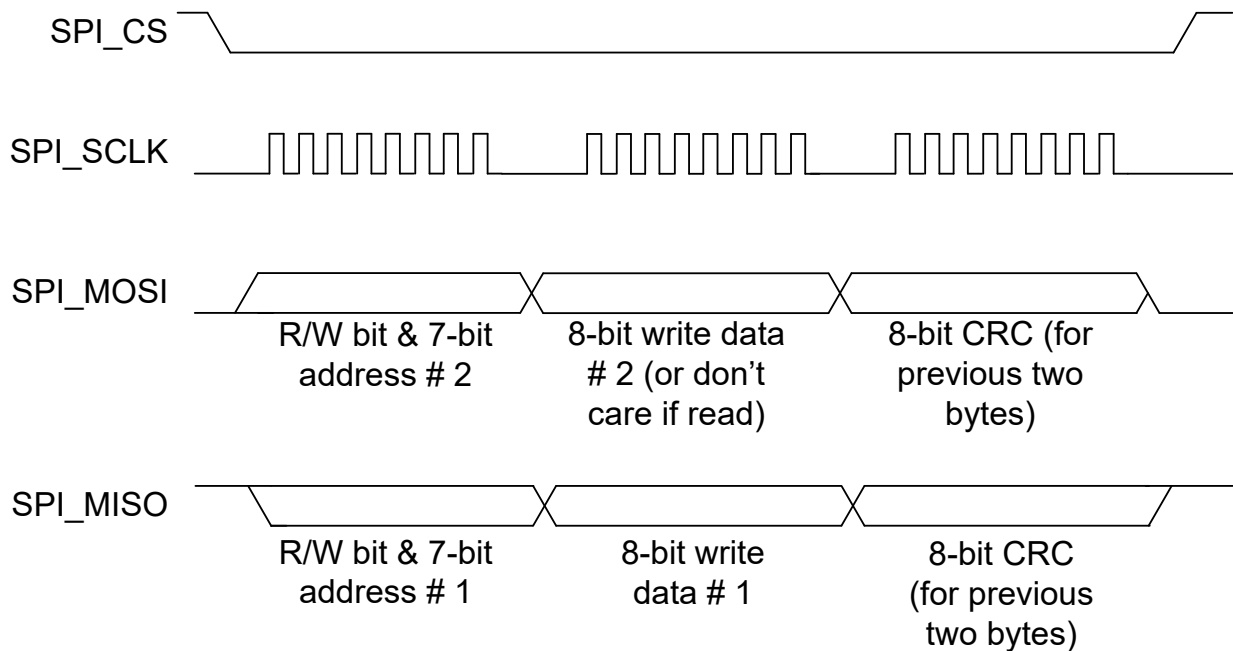 SPI_CS
SPI_SCLK
SPI_MOSI
R/W bit & 7-bit
address # 2
8-bit write data
# 2 (or don’t
care if read)
8-bit CRC (for
previous two
bytes)
SPI_MISO
R/W bit & 7-bit
address # 1
8-bit write
data # 1
8-bit CRC
(for previous
two bytes)